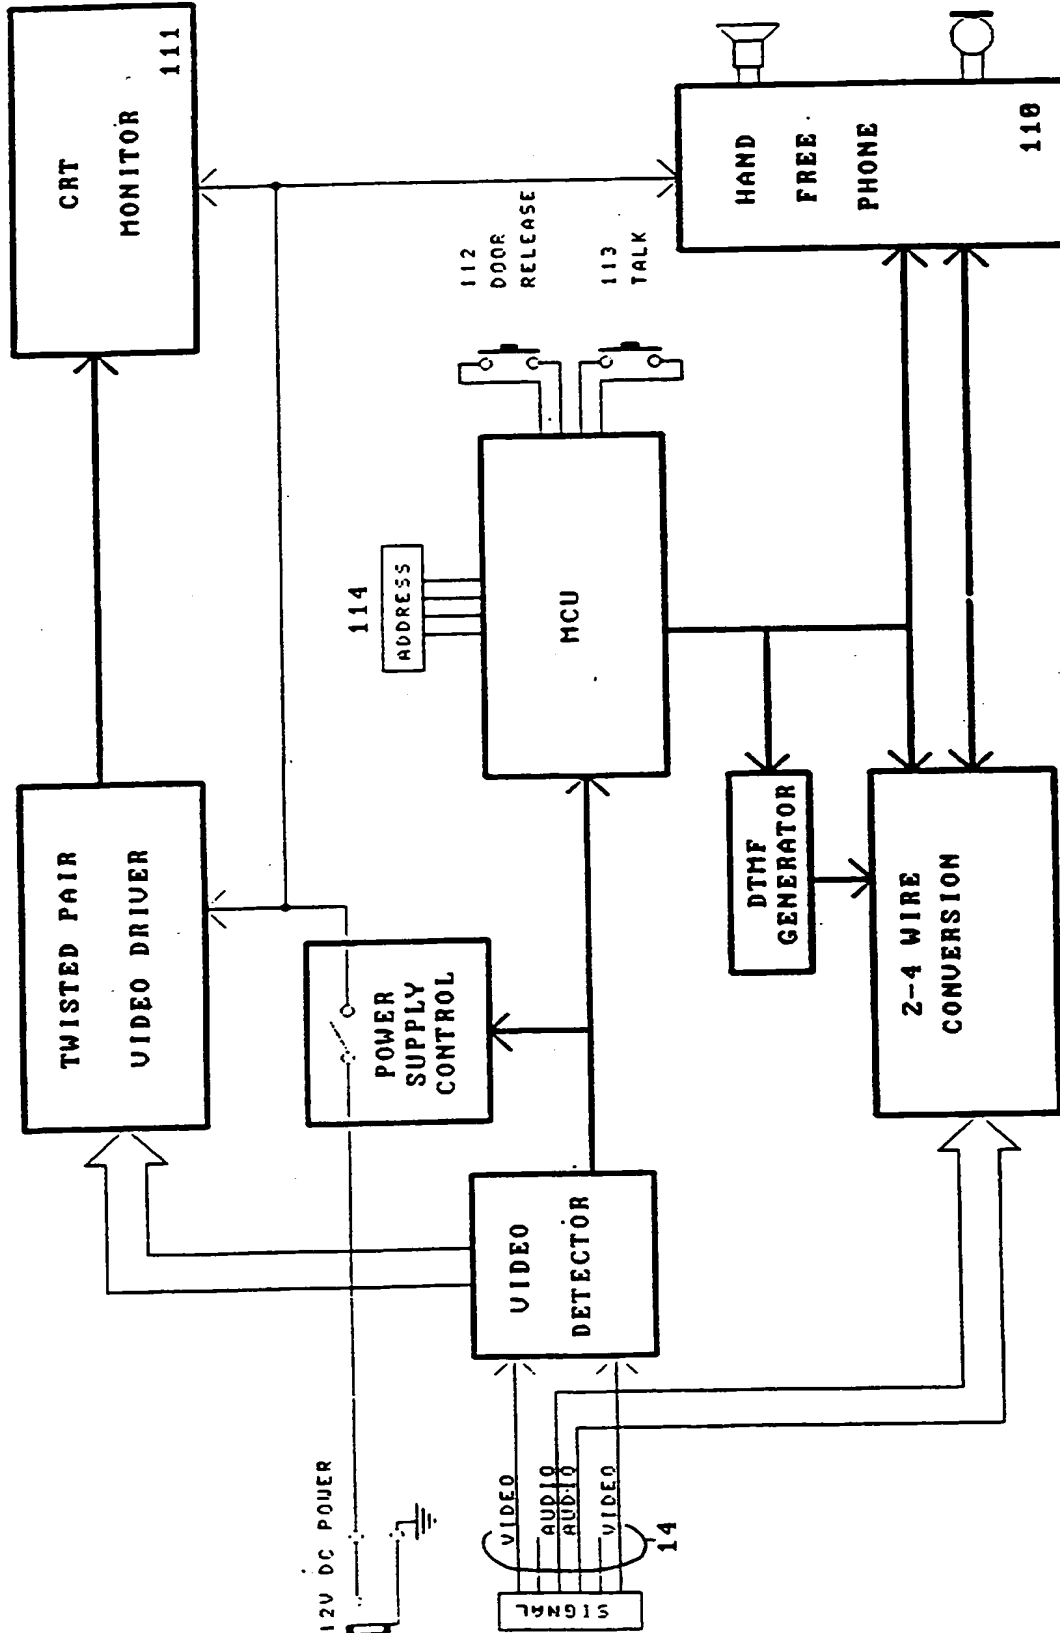 CRT
MONITOR
111
TWISTED PAIR
VIDEO DRIVER
12V DC POWER
POWER
SUPPLY
CONTROL
114
ADDRESS
112
DOOR
RELEASE
113
TALK
MCU
VIDEO
DETECTOR
SIGNAL
VIDEO
AUDIO
AUDIO
VIDEO
14
DTMF
GENERATOR
HAND
FREE
PHONE
110
2-4 WIRE
CONVERSION